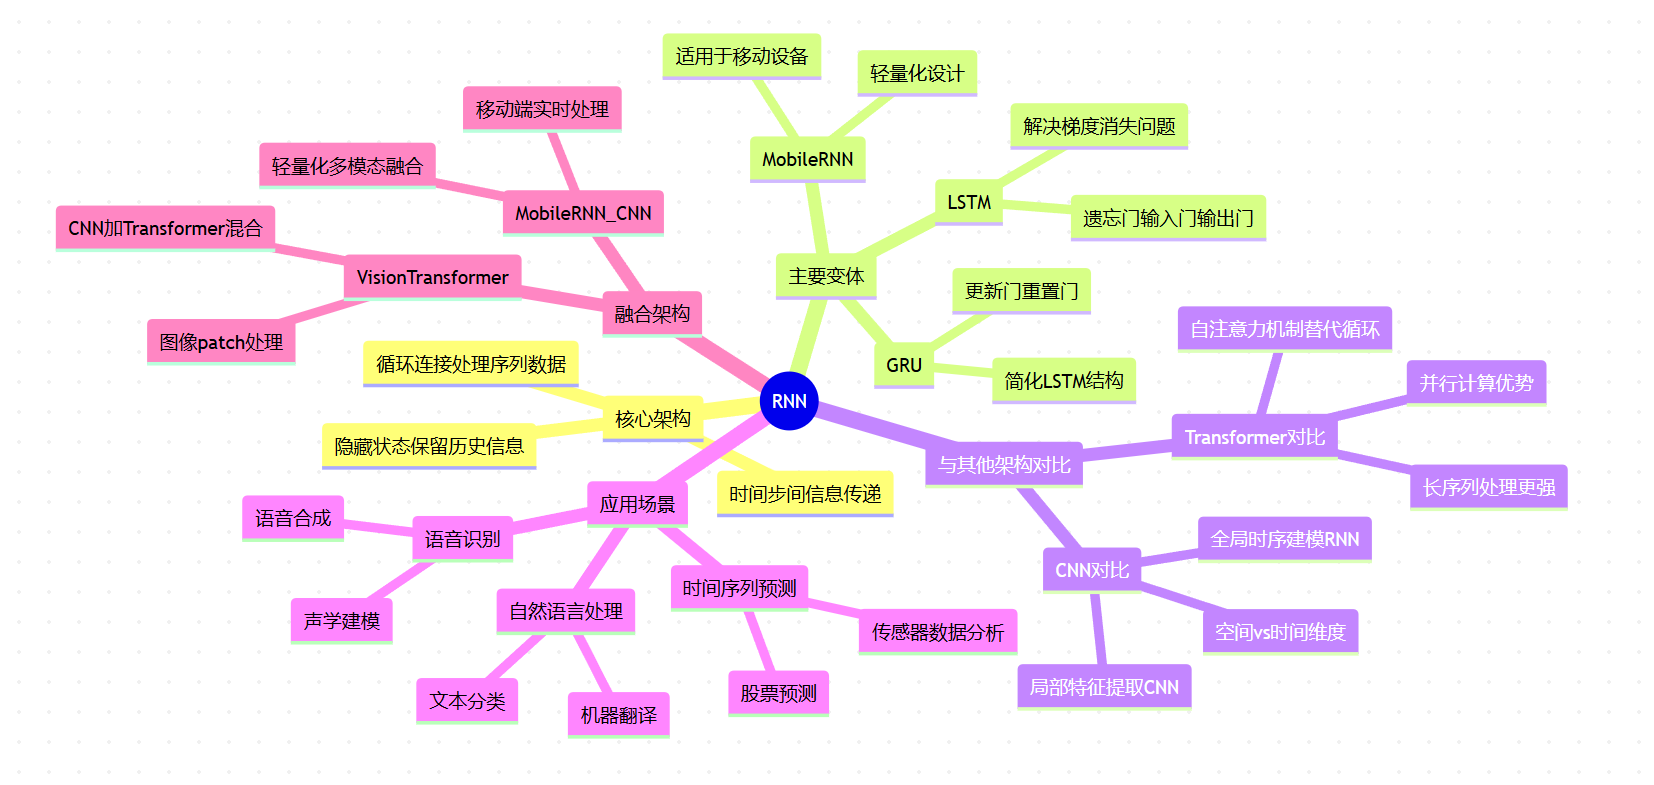 RNN
核心架构
循环连接处理序列数据
隐藏状态保留历史信息
时间步间信息传递
主要变体
LSTM
解决梯度消失问题
遗忘门输入门输出门
GRU
更新门重置门
简化LSTM结构
MobileRNN
适用于移动设备
轻量化设计
与其他架构对比
Transformer对比
自注意力机制替代循环
并行计算优势
长序列处理更强
CNN对比
全局时序建模RNN
空间vs时间维度
局部特征提取CNN
应用场景
语音识别
语音合成
声学建模
自然语言处理
文本分类
机器翻译
时间序列预测
股票预测
传感器数据分析
融合架构
MobileRNN_CNN
移动端实时处理
轻量化多模态融合
VisionTransformer
CNN加Transformer混合
图像patch处理